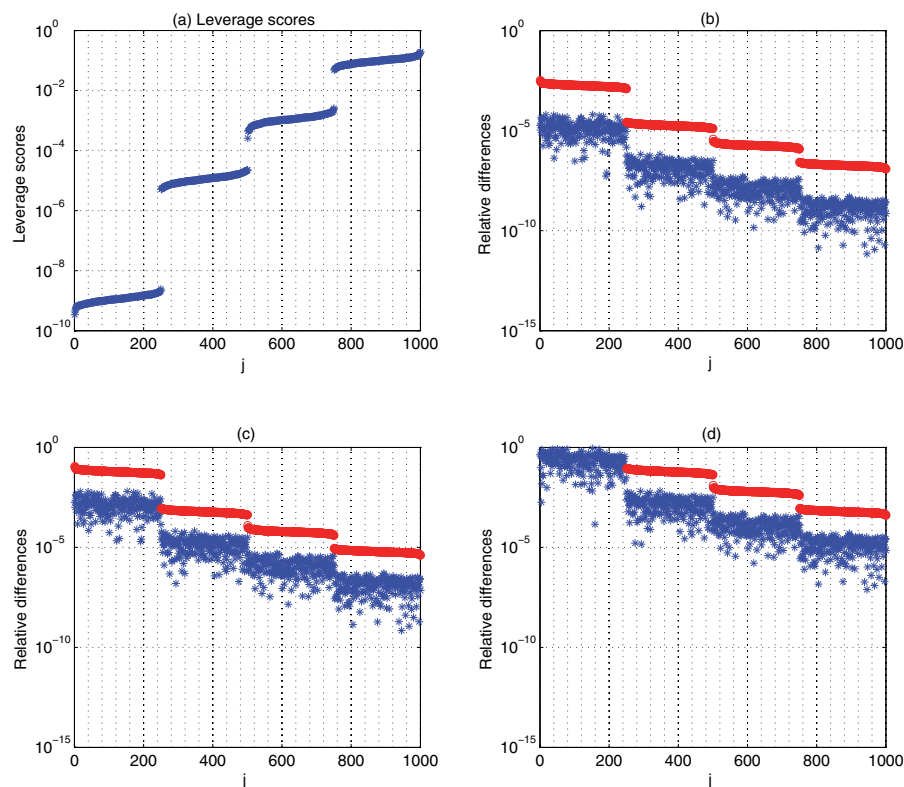 (a) Leverage scores
10^0
10^-2
10^-4
10^-6
10^-8
10^-10
Leverage scores
0 200 400 600 800 1000
j
(b)
10^0
10^-5
10^-10
10^-15
Relative differences
0 200 400 600 800 1000
j
(c)
10^0
10^-5
10^-10
10^-15
Relative differences
0 200 400 600 800 1000
j
(d)
10^0
10^-5
10^-10
10^-15
Relative differences
0 200 400 600 800 1000
j